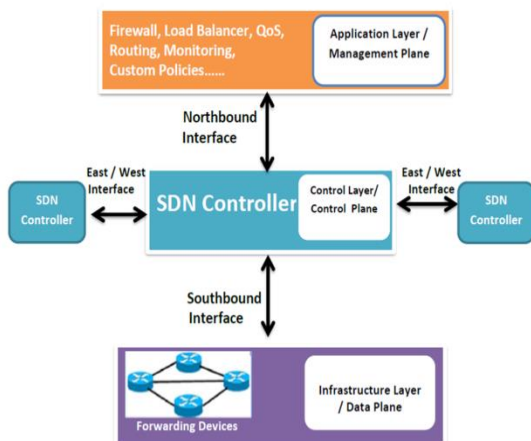 Firewall, Load Balancer, QoS,
Routing, Monitoring,
Custom Policies......
Application Layer /
Management Plane
Northbound
Interface
East / West
Interface
East / West
Interface
SDN
Controller
SDN Controller
Control Layer/
Control Plane
SDN
Controller
Southbound
Interface
Forwarding Devices
Infrastructure Layer
/ Data Plane